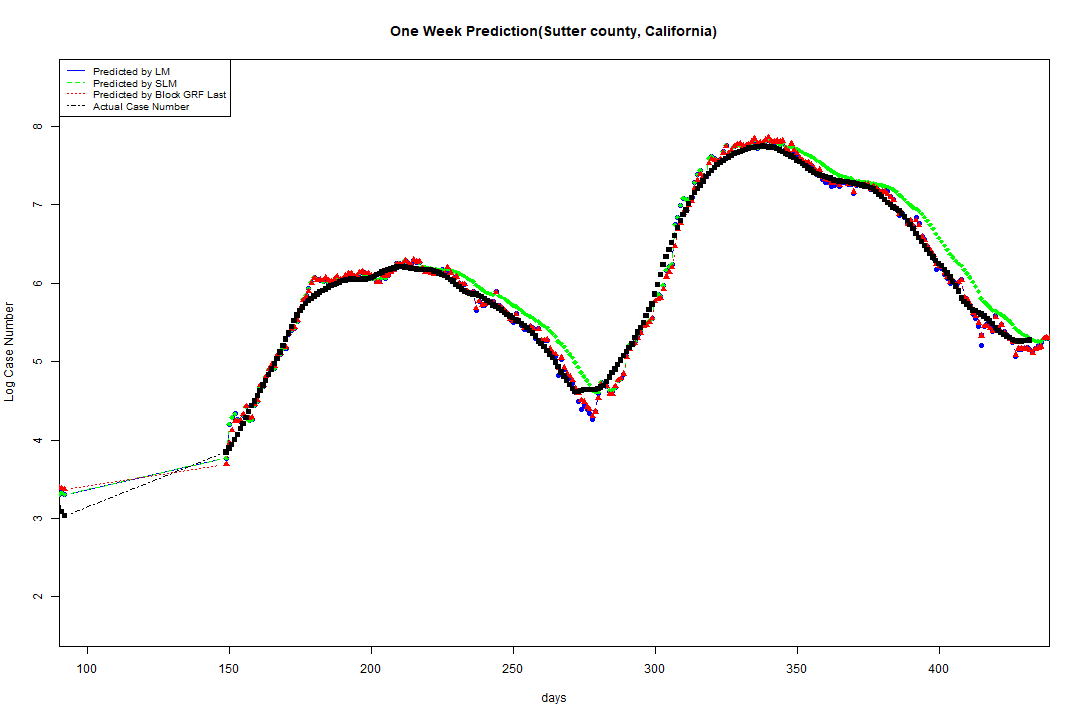 One Week Prediction(Sutter county, California)
Predicted by LM
Predicted by SLM
Predicted by Block GRF Last
Actual Case Number
8
7
6
5
4
3
2
Log Case Number
100 150 200 250 300 350 400
days